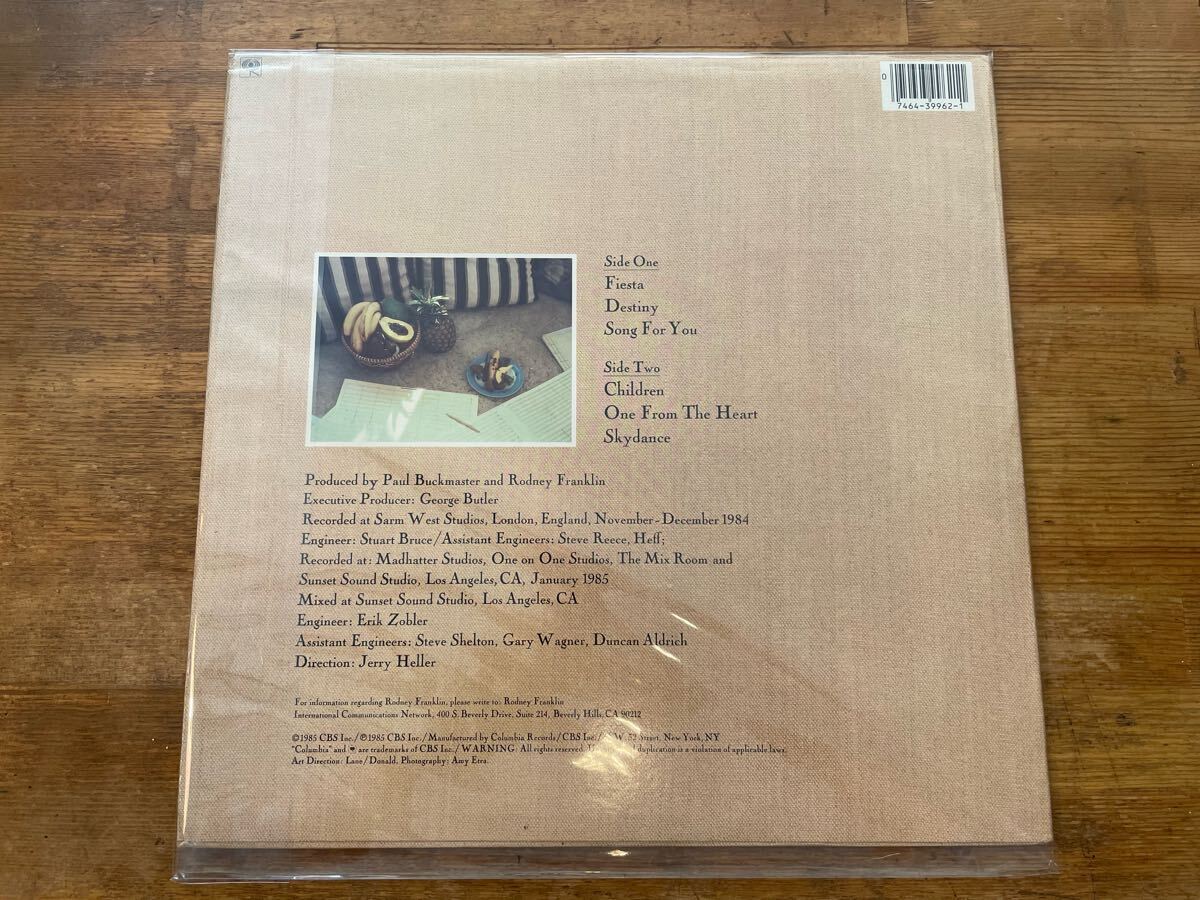 0
7464-39962-1
Side One
Fiesta
Destiny
Song For You
Side Two
Children
One From The Heart
Skydance
Produced by Paul Buckmaster and Rodney Franklin
Executive Producer: George Butler
Recorded at Sarm West Studios, London, England, November-December 1984
Engineer: Stuart Bruce/Assistant Engineers: Steve Reece, Heff;
Recorded at: Madhatter Studios, One on One Studios, The Mix Room and
Sunset Sound Studio, Los Angeles, CA, January 1985
Mixed at Sunset Sound Studio, Los Angeles, CA
Engineer: Erik Zobler
Assistant Engineers: Steve Shelton, Gary Wagner, Duncan Aldrich
Direction: Jerry Heller
For information regarding Rodney Franklin, please write to: Rodney Franklin
International Communications Network, 400 S. Beverly Drive, Suite 214, Beverly Hills, CA 90212
©1985 CBS Inc./℗1985 CBS Inc./Manufactured by Columbia Records/CBS Inc./ W. 52 Street, New York, NY
"Columbia" and are trademarks of CBS Inc./WARNING: All rights reserved. duplication is a violation of applicable laws.
Art Direction: Lane/Donald, Photography: Amy Etra.